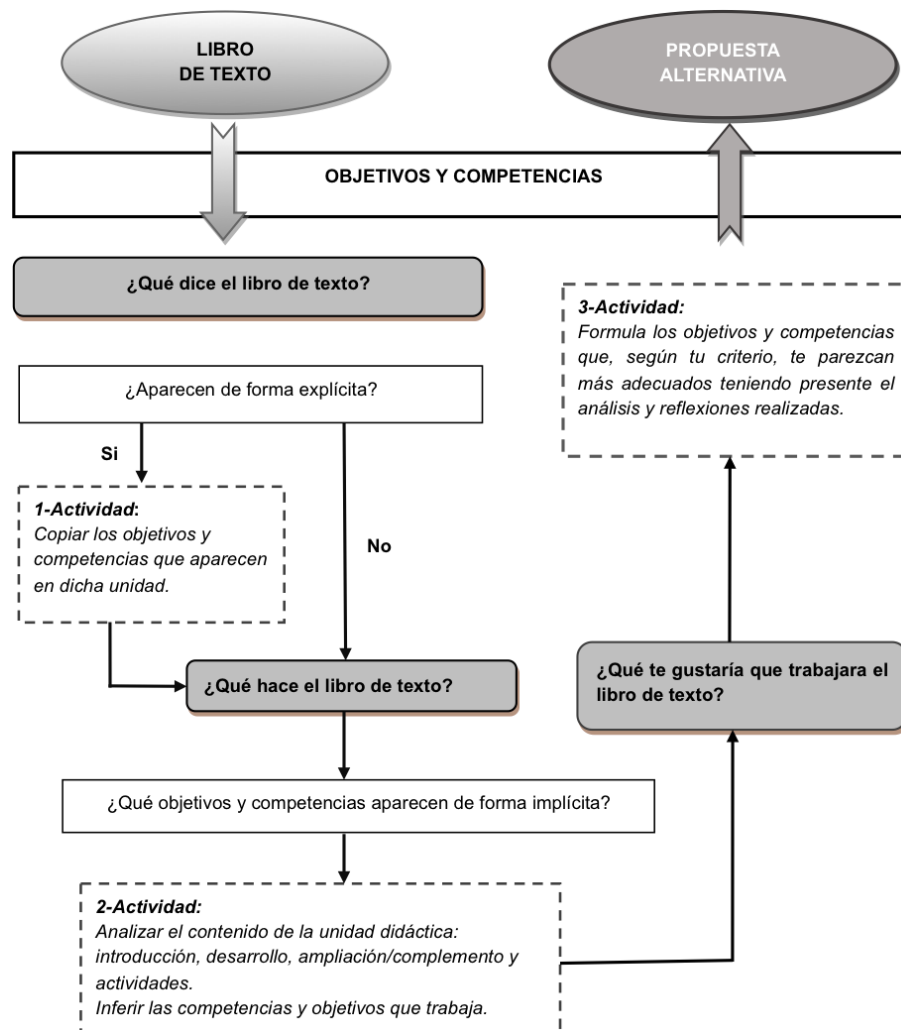 LIBRO
DE TEXTO
PROPUESTA
ALTERNATIVA
OBJETIVOS Y COMPETENCIAS
¿Qué dice el libro de texto?
¿Aparecen de forma explícita?
Si
No
1-Actividad:
Copiar los objetivos y
competencias que aparecen
en dicha unidad.
¿Qué hace el libro de texto?
¿Qué objetivos y competencias aparecen de forma implícita?
2-Actividad:
Analizar el contenido de la unidad didáctica:
introducción, desarrollo, ampliación/complemento y
actividades.
Inferir las competencias y objetivos que trabaja.
¿Qué te gustaría que trabajara el
libro de texto?
3-Actividad:
Formula los objetivos y competencias
que, según tu criterio, te parezcan
más adecuados teniendo presente el
análisis y reflexiones realizadas.